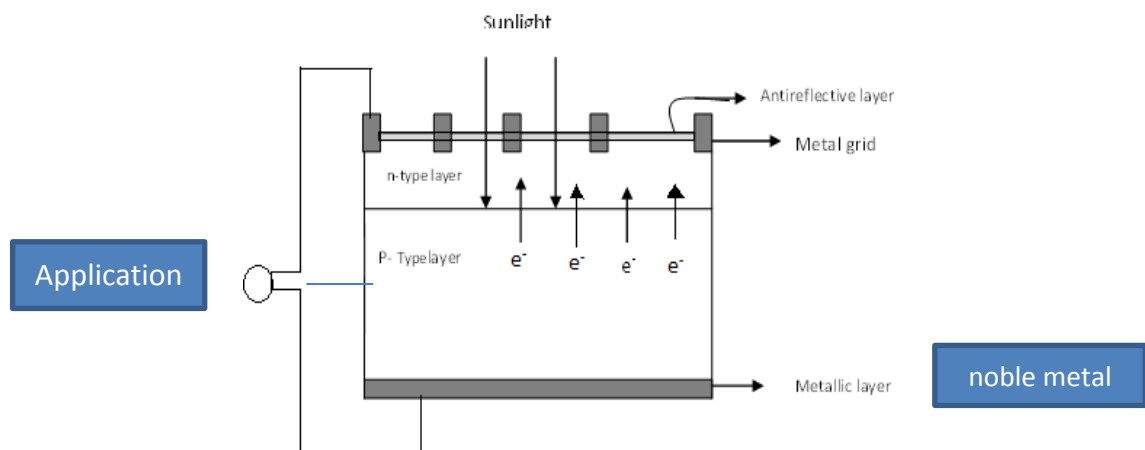 Sunlight
Antireflective layer
Metal grid
n-type layer
Application
P- Typelayer
e-
e-
e-
e-
Metallic layer
noble metal